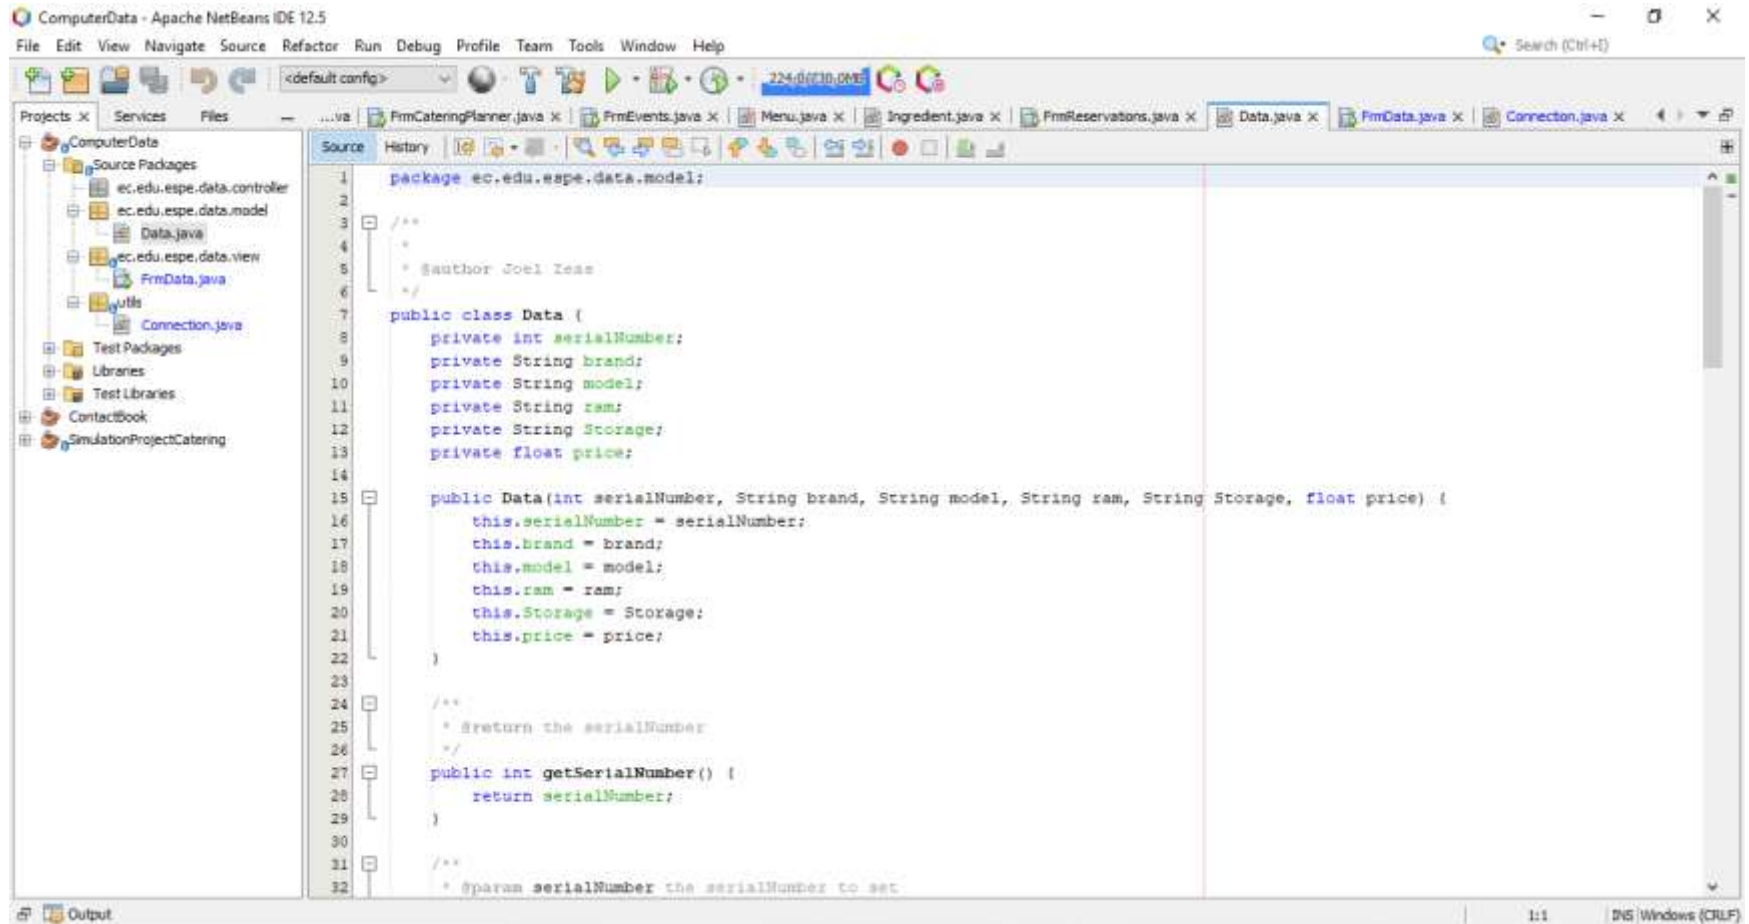 ComputerData - Apache NetBeans IDE 12.5
File Edit View Navigate Source Refactor Run Debug Profile Team Tools Window Help
Search (Ctrl+I)
<default config>
Projects Services Files
...va FrmCateringPlanner.java FrmEvents.java Menu.java Ingredient.java FrmReservations.java Data.java FrmData.java Connection.java
ComputerData
Source Packages
ec.edu.espe.data.controller
ec.edu.espe.data.model
Data.java
ec.edu.espe.data.view
FrmData.java
utils
Connection.java
Test Packages
Libraries
Test Libraries
ContactBook
SimulationProjectCatering
Source History
1 package ec.edu.espe.data.model;
2
3 /**
4 *
5 * @author Joel
6 */
7 public class Data {
8 private int serialNumber;
9 private String brand;
10 private String model;
11 private String ram;
12 private String Storage;
13 private float price;
14
15 public Data(int serialNumber, String brand, String model, String ram, String Storage, float price) {
16 this.serialNumber = serialNumber;
17 this.brand = brand;
18 this.model = model;
19 this.ram = ram;
20 this.Storage = Storage;
21 this.price = price;
22 }
23
24 /**
25 * @return the serialNumber
26 */
27 public int getSerialNumber() {
28 return serialNumber;
29 }
30
31 /**
32 * @param serialNumber the serialNumber to set
Output
1:1 INS Windows (CRLF)